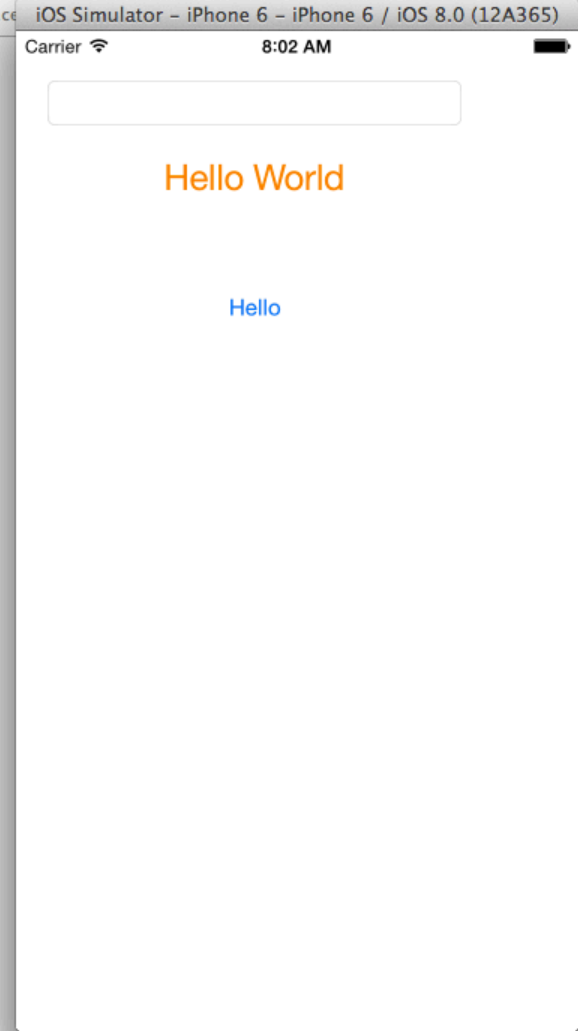 iOS Simulator – iPhone 6 – iPhone 6 / iOS 8.0 (12A365)
Carrier 8:02 AM
Hello World
Hello